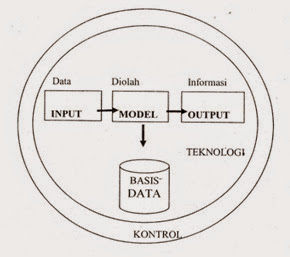 Data Diolah Informasi
INPUT MODEL OUTPUT
TEKNOLOGI
BASIS-
DATA
KONTROL